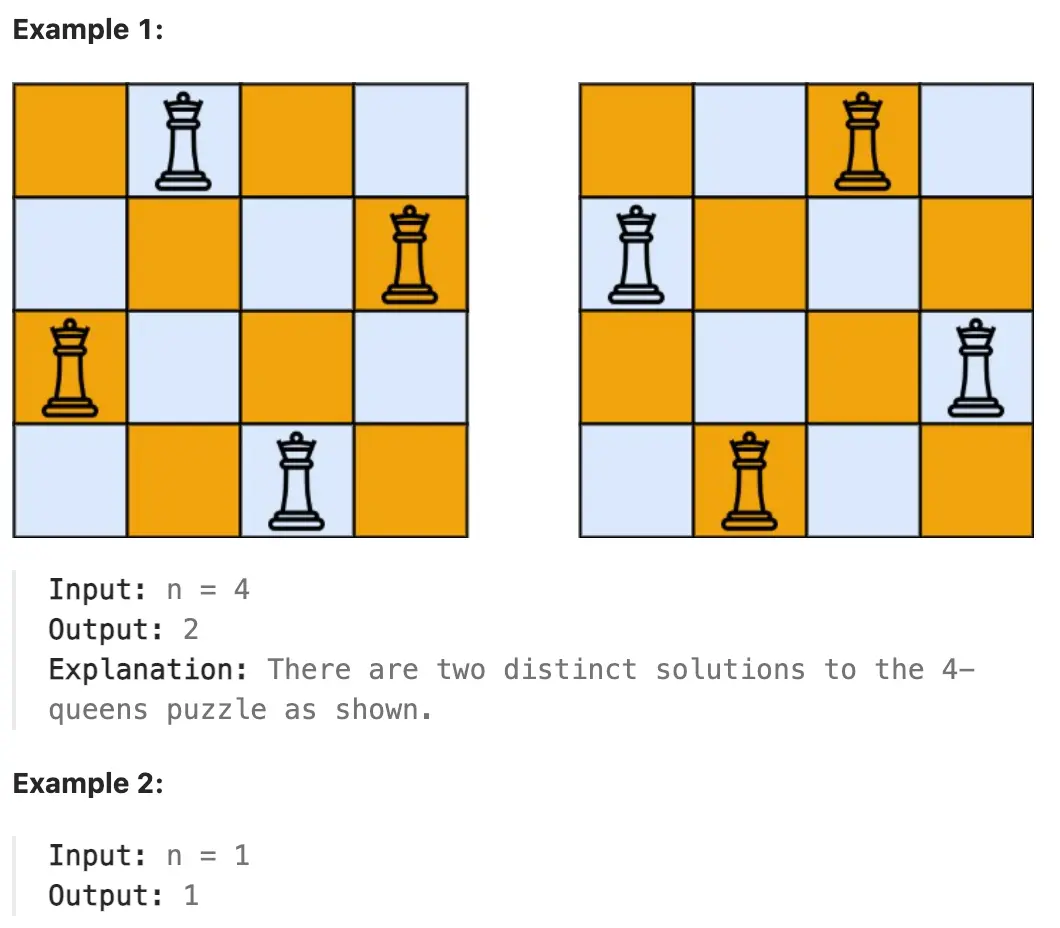 Example 1:
Input: n = 4
Output: 2
Explanation: There are two distinct solutions to the 4-
queens puzzle as shown.
Example 2:
Input: n = 1
Output: 1